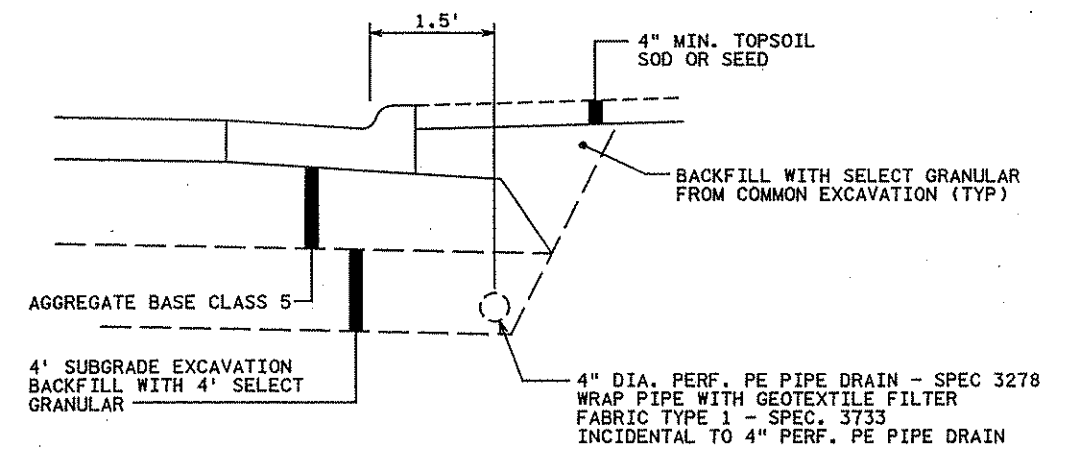 1.5'
4" MIN. TOPSOIL
SOD OR SEED
BACKFILL WITH SELECT GRANULAR
FROM COMMON EXCAVATION (TYP)
AGGREGATE BASE CLASS 5
4' SUBGRADE EXCAVATION
BACKFILL WITH 4' SELECT
GRANULAR
4" DIA. PERF. PE PIPE DRAIN - SPEC 3278
WRAP PIPE WITH GEOTEXTILE FILTER
FABRIC TYPE 1 - SPEC. 3733
INCIDENTAL TO 4" PERF. PE PIPE DRAIN